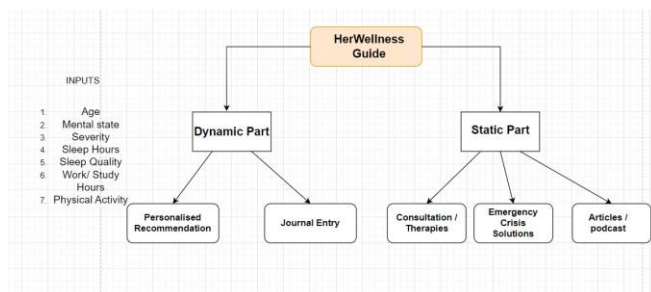 HerWellness
Guide
INPUTS
1. Age
2. Mental state
3. Severity
4. Sleep Hours
5. Sleep Quality
6. Work/ Study
Hours
7. Physical Activity
Dynamic Part
Static Part
Personalised
Recommendation
Journal Entry
Consultation /
Therapies
Emergency
Crisis
Solutions
Articles /
podcast